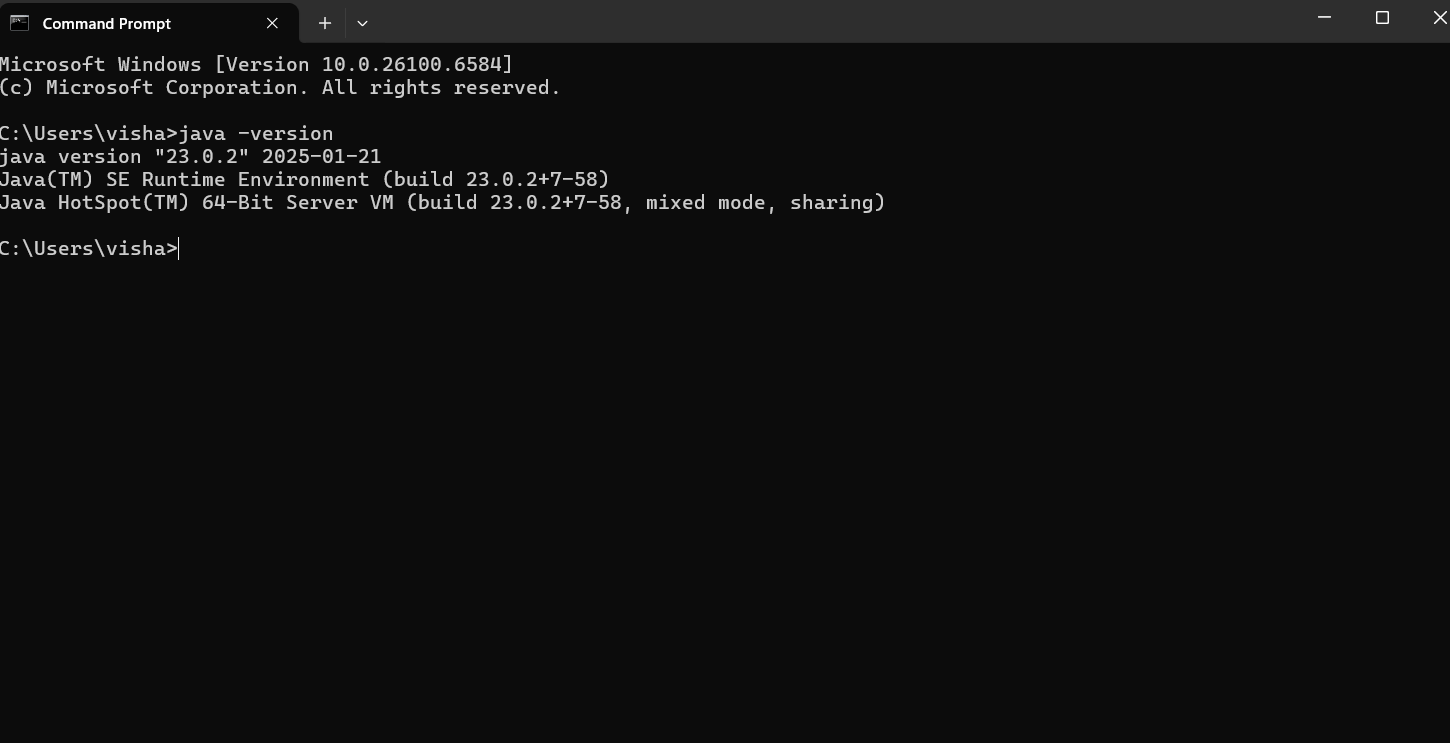 Command Prompt
Microsoft Windows [Version 10.0.26100.6584]
(c) Microsoft Corporation. All rights reserved.
C:\Users\visha>java -version
java version "23.0.2" 2025-01-21
Java(TM) SE Runtime Environment (build 23.0.2+7-58)
Java HotSpot(TM) 64-Bit Server VM (build 23.0.2+7-58, mixed mode, sharing)
C:\Users\visha>